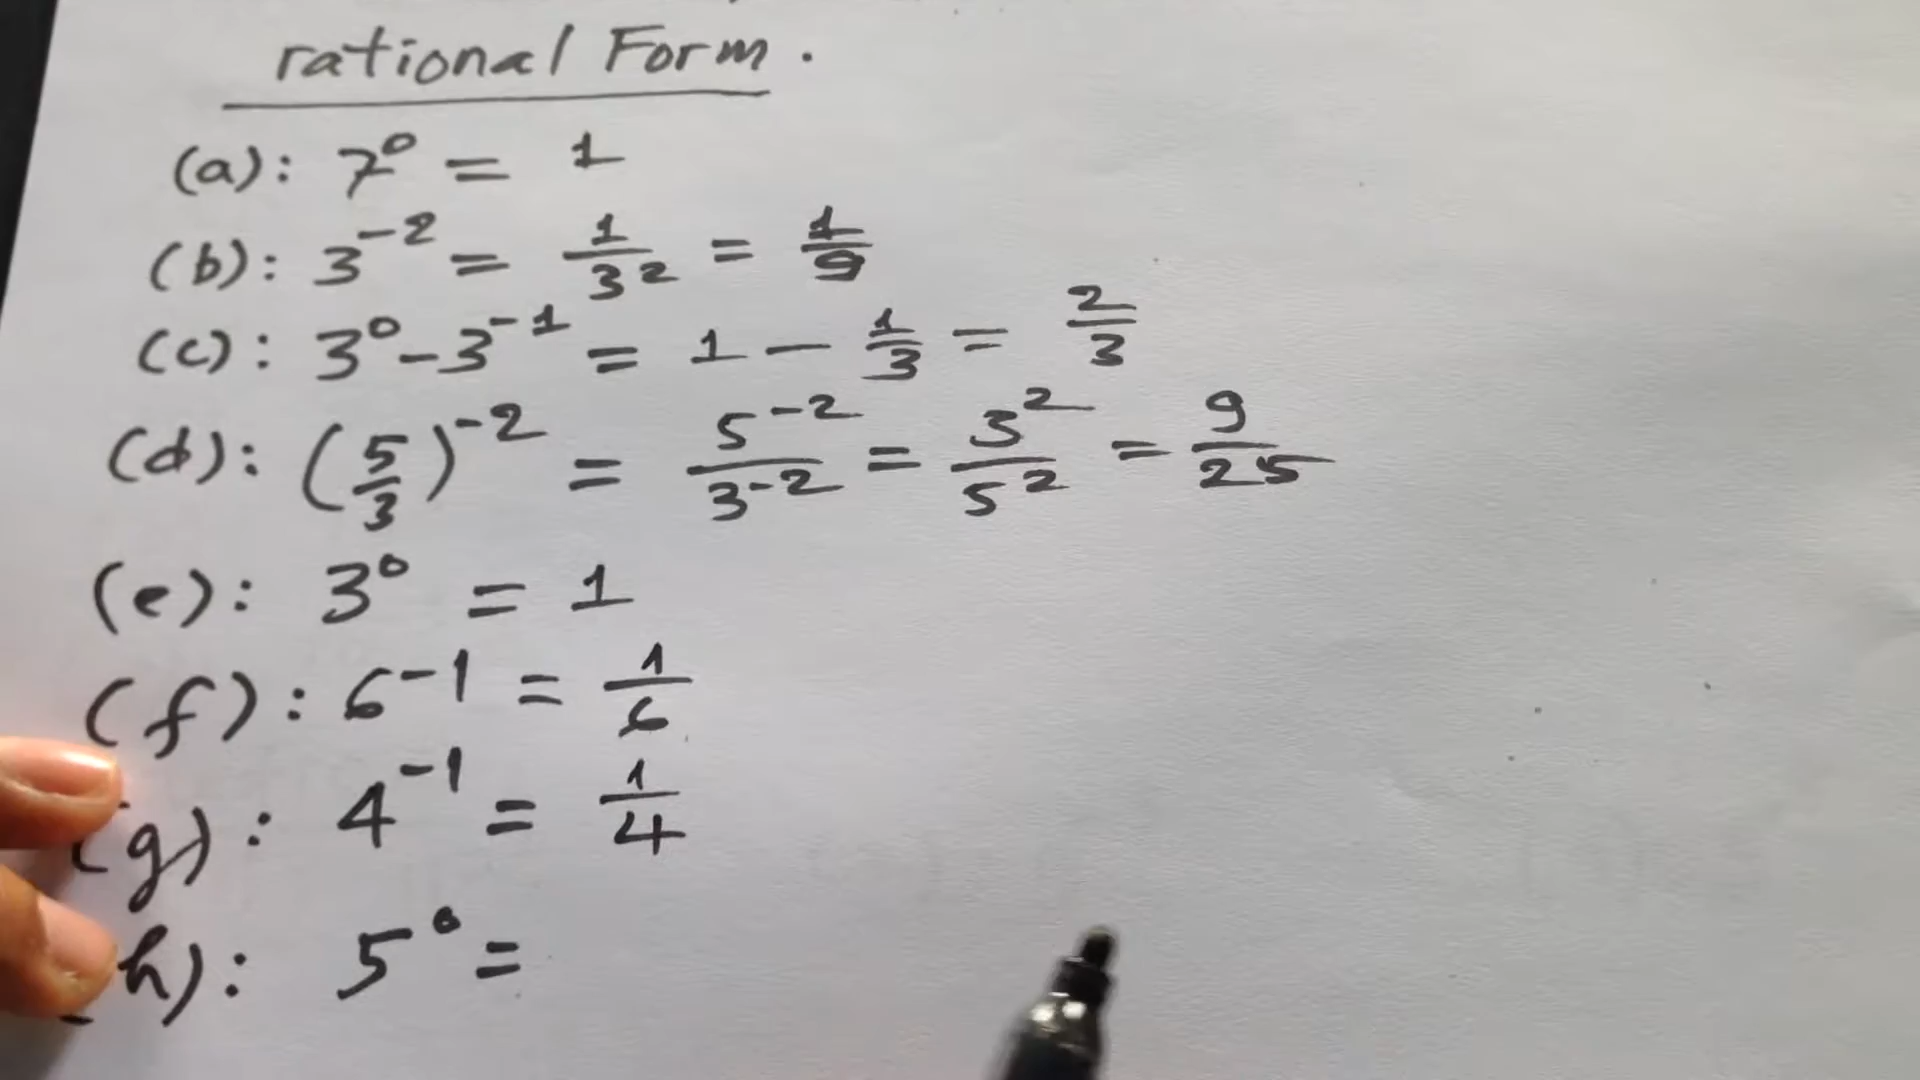 rational Form.
(a): 7⁰ = 1
(b): 3⁻² = 1/3² = 1/9
(c): 3⁰ - 3⁻¹ = 1 - 1/3 = 2/3
(d): (5/3)⁻² = 5⁻²/3⁻² = 3²/5² = 9/25
(e): 3⁰ = 1
(f): 6⁻¹ = 1/6
(g): 4⁻¹ = 1/4
(h): 5⁰ =